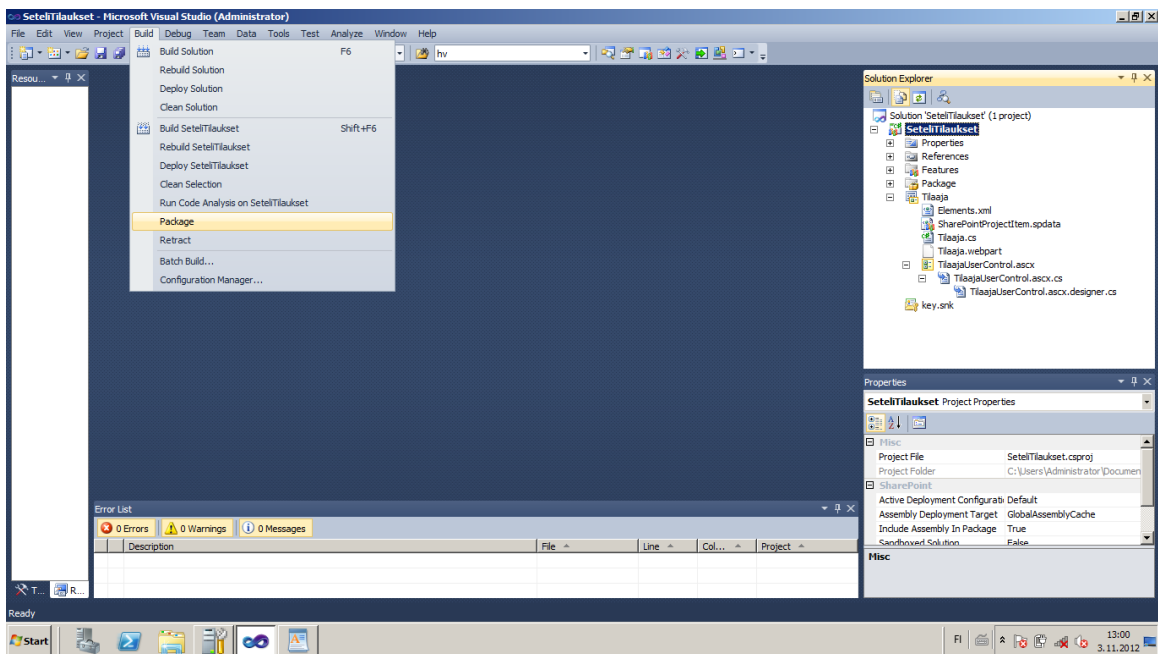 SeteliTilaukset - Microsoft Visual Studio (Administrator)
File Edit View Project Build Debug Team Data Tools Test Analyze Window Help
hv
Build Solution F6
Rebuild Solution
Deploy Solution
Clean Solution
Build SeteliTilaukset Shift+F6
Rebuild SeteliTilaukset
Deploy SeteliTilaukset
Clean Selection
Run Code Analysis on SeteliTilaukset
Package
Retract
Batch Build...
Configuration Manager...
Resou...
Solution Explorer
Solution 'SeteliTilaukset' (1 project)
SeteliTilaukset
Properties
References
Features
Package
Tilaaja
Elements.xml
SharePointProjectItem.spdata
Tilaaja.cs
Tilaaja.webpart
TilaajaUserControl.ascx
TilaajaUserControl.ascx.cs
TilaajaUserControl.ascx.designer.cs
key.snk
Properties
SeteliTilaukset Project Properties
Misc
Project File SeteliTilaukset.csproj
Project Folder C:\Users\Administrator\Documen
SharePoint
Active Deployment Configurati Default
Assembly Deployment Target GlobalAssemblyCache
Include Assembly In Package True
Sandboxed Solution False
Misc
Error List
0 Errors 0 Warnings 0 Messages
Description File Line Col... Project
T... R...
Ready
Start FI 13:00
3.11.2012